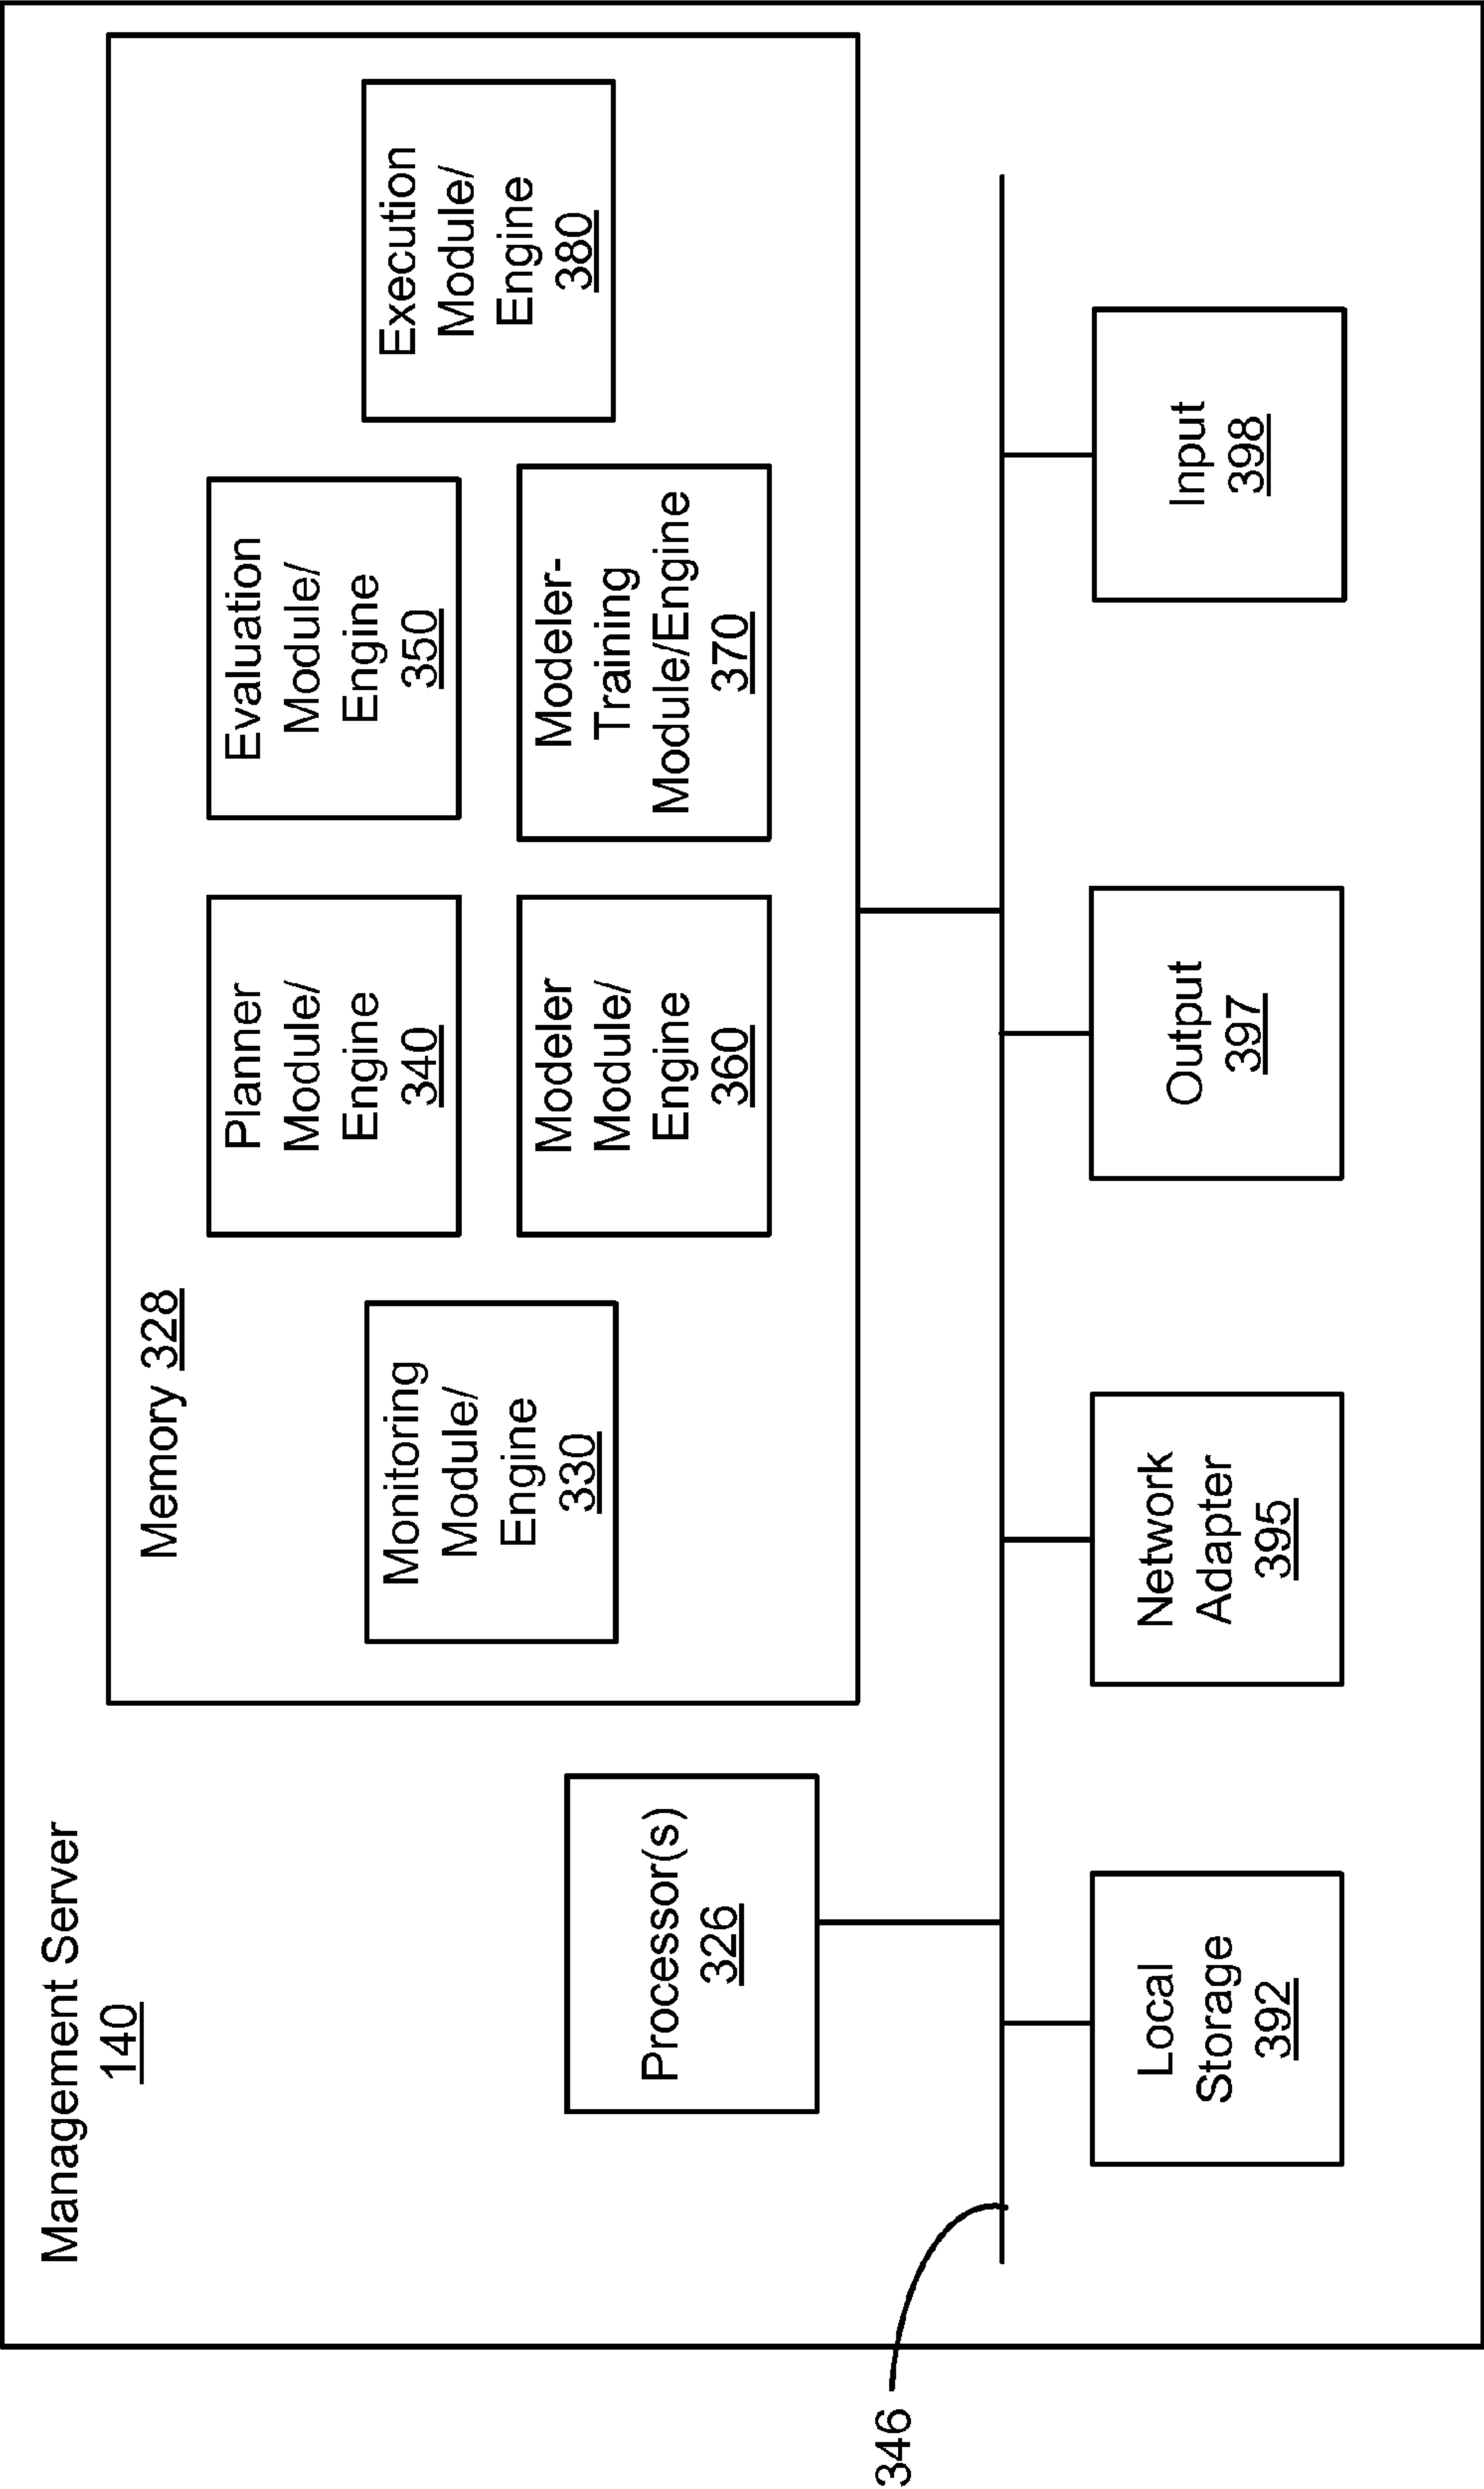 Management Server
140
Memory 328
Monitoring
Module/
Engine
330
Planner
Module/
Engine
340
Evaluation
Module/
Engine
350
Modeler
Module/
Engine
360
Modeler-
Training
Module/Engine
370
Execution
Module/
Engine
380
Processor(s)
326
346
Local
Storage
392
Network
Adapter
395
Output
397
Input
398